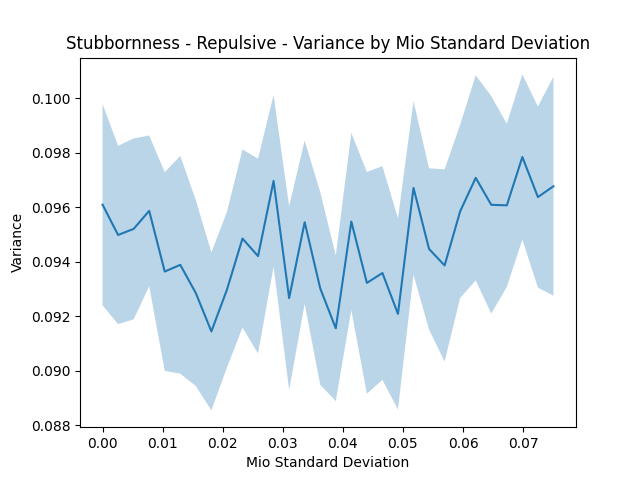 Stubbornness - Repulsive - Variance by Mio Standard Deviation
0.100
0.098
0.096
0.094
0.092
0.090
0.088
Variance
0.00 0.01 0.02 0.03 0.04 0.05 0.06 0.07
Mio Standard Deviation